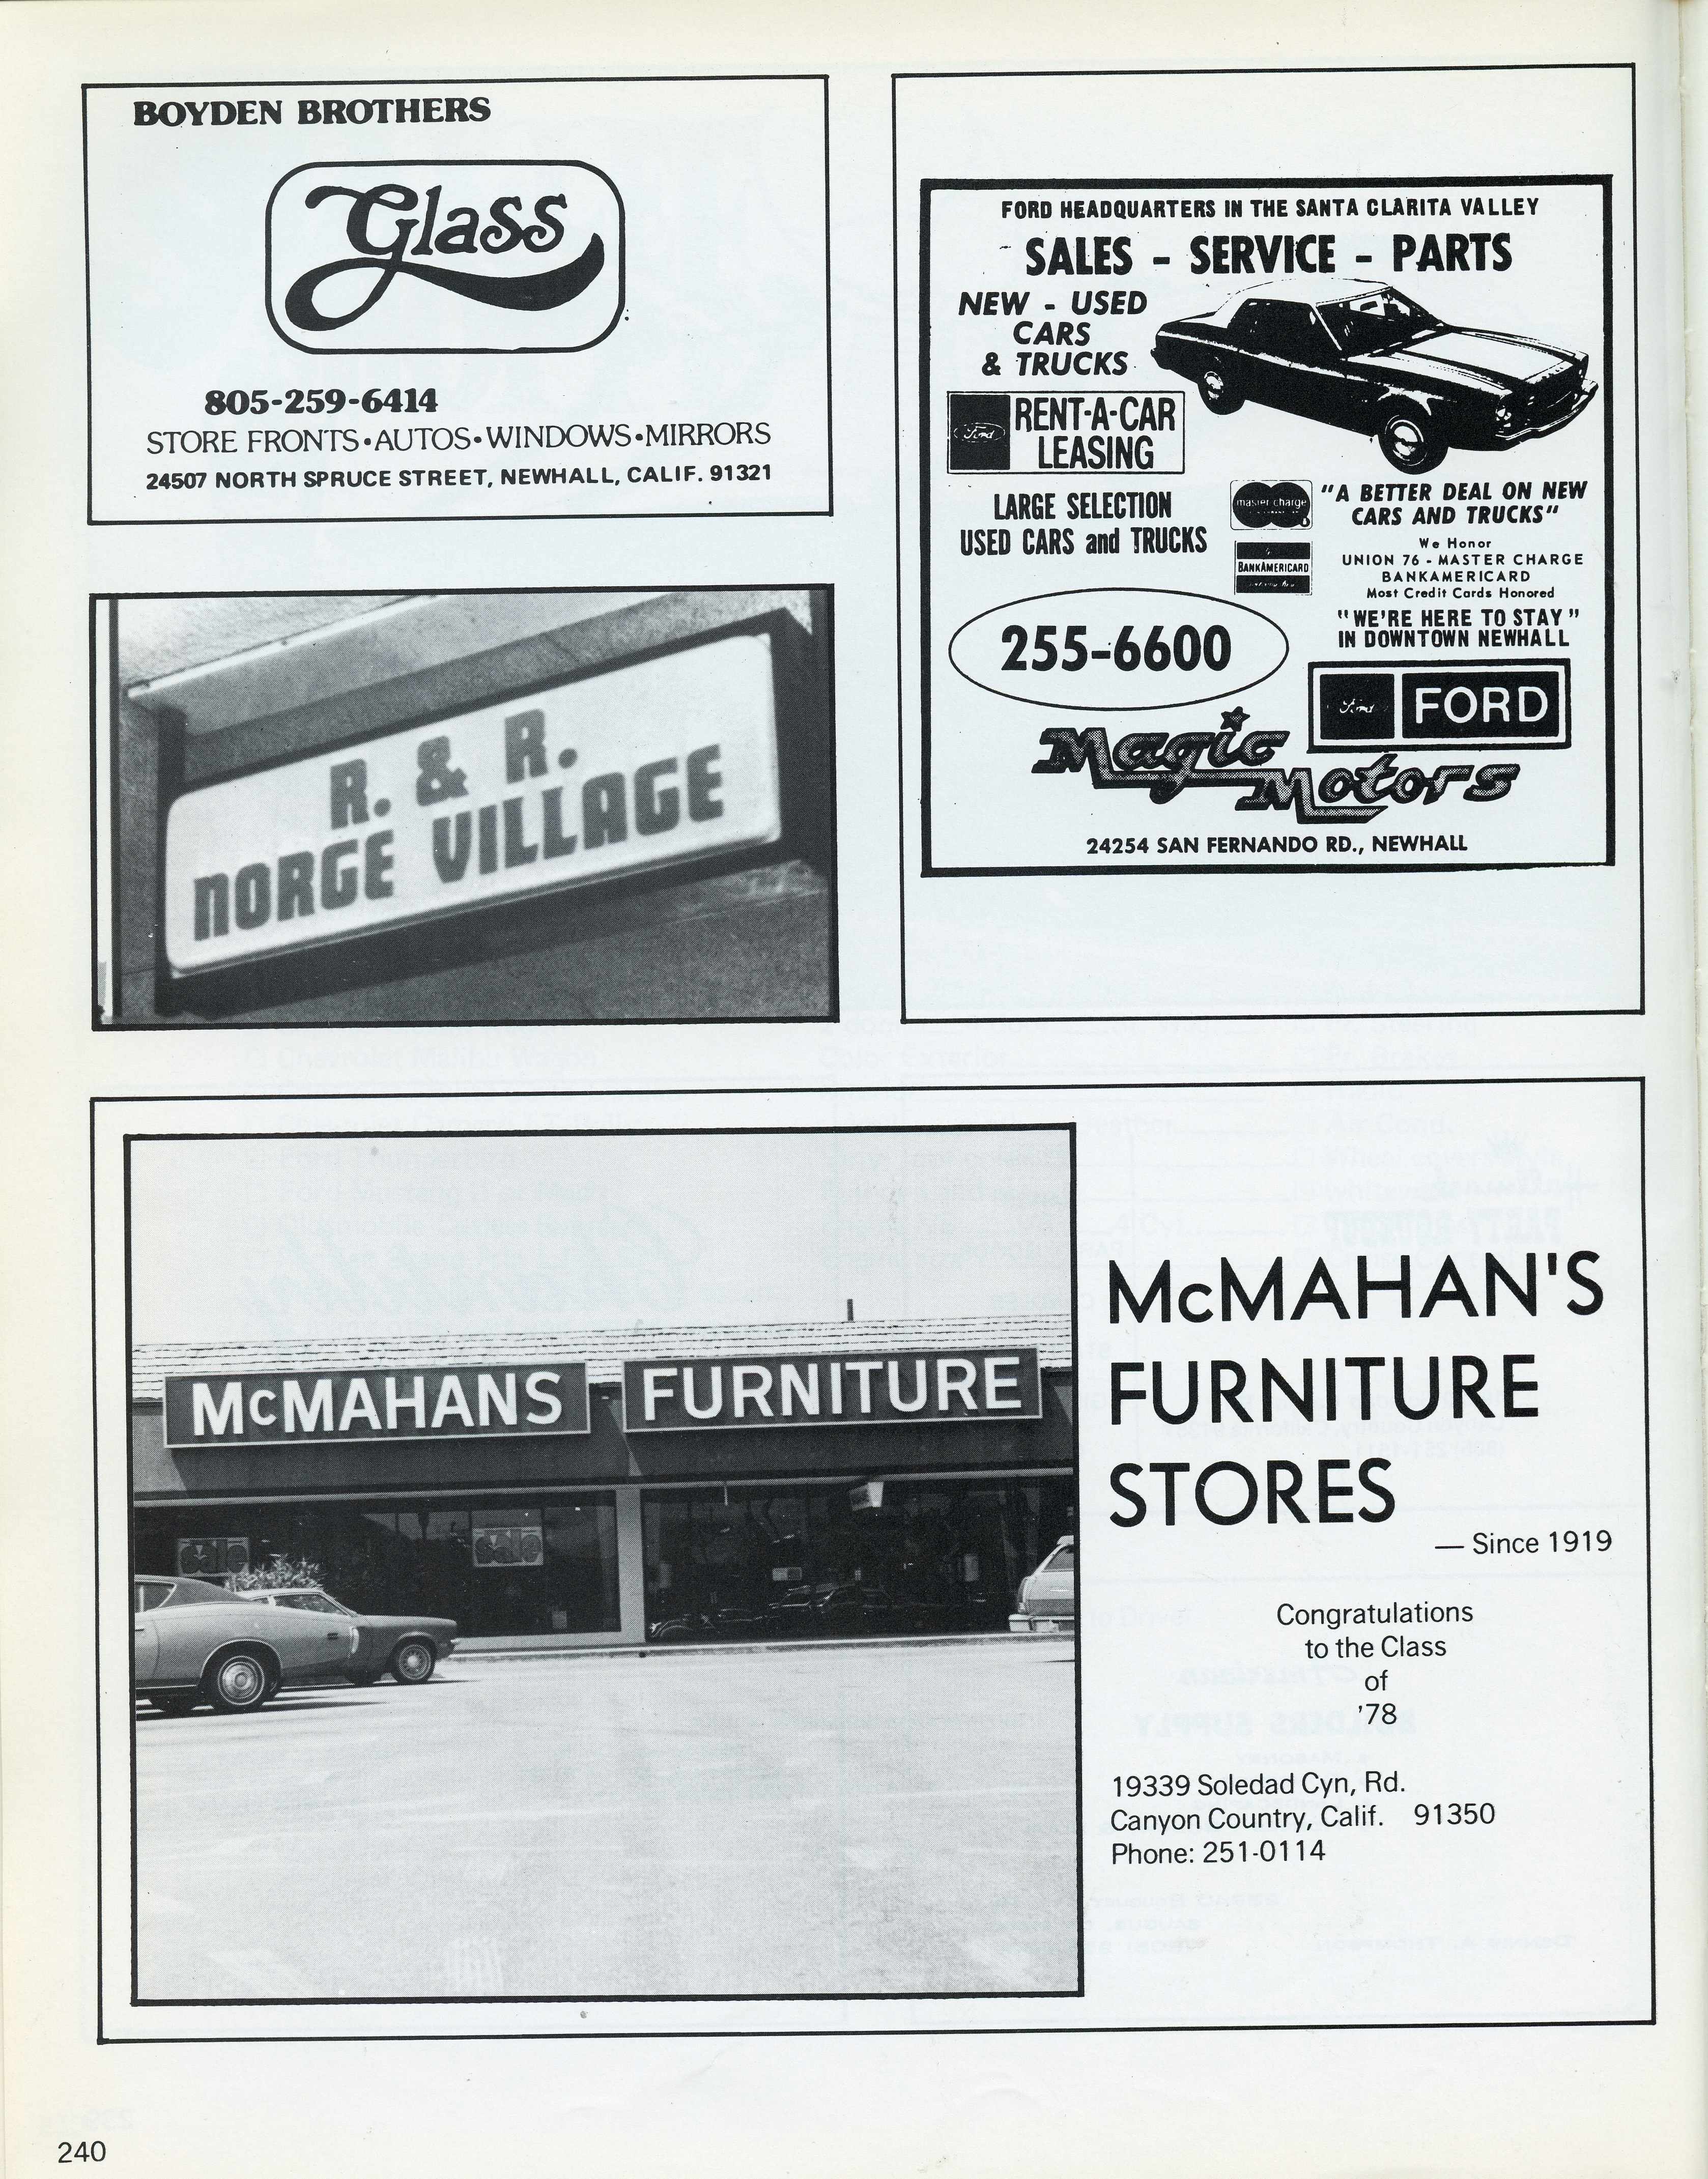 BOYDEN BROTHERS
Glass
805-259-6414
STORE FRONTS•AUTOS•WINDOWS•MIRRORS
24507 NORTH SPRUCE STREET, NEWHALL, CALIF. 91321
R. & R.
NORGE VILLAGE
FORD HEADQUARTERS IN THE SANTA CLARITA VALLEY
SALES - SERVICE - PARTS
NEW - USED
CARS
& TRUCKS
Ford
RENT-A-CAR
LEASING
LARGE SELECTION
USED CARS and TRUCKS
master charge
BANKAMERICARD
"A BETTER DEAL ON NEW
CARS AND TRUCKS"
We Honor
UNION 76 - MASTER CHARGE
BANKAMERICARD
Most Credit Cards Honored
"WE'RE HERE TO STAY"
IN DOWNTOWN NEWHALL
255-6600
Ford FORD
Magic
Motors
24254 SAN FERNANDO RD., NEWHALL
McMAHANS FURNITURE
McMAHAN'S
FURNITURE
STORES
— Since 1919
Congratulations
to the Class
of
'78
19339 Soledad Cyn, Rd.
Canyon Country, Calif. 91350
Phone: 251-0114
240